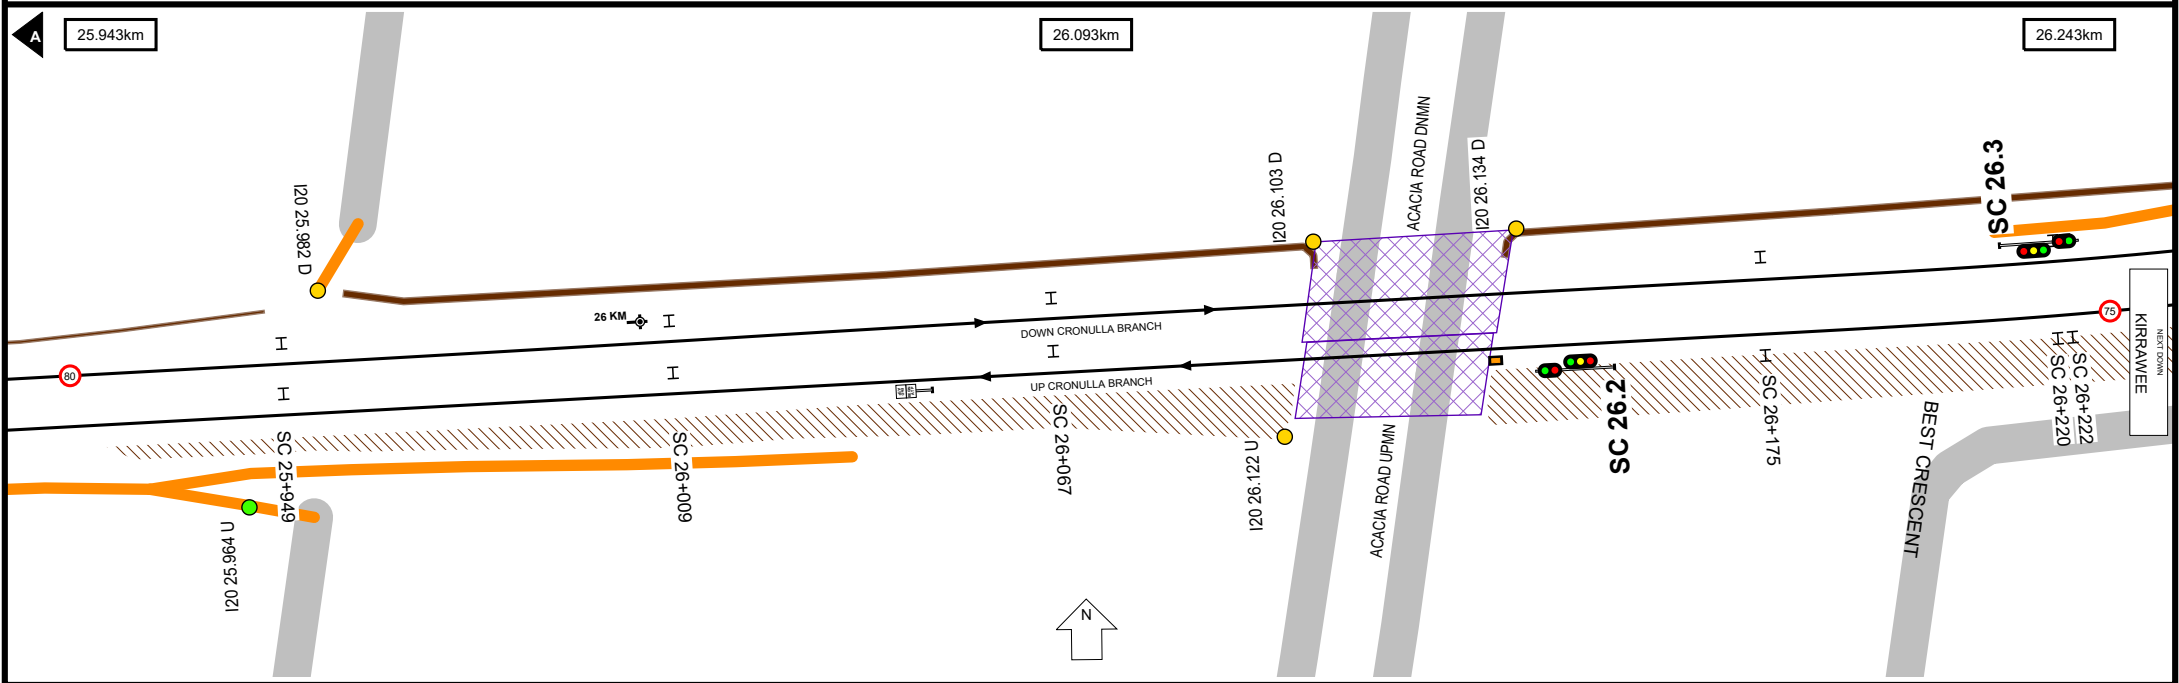 A
25.943km
26.093km
26.243km
ACACIA ROAD DNMN
I20 26.103 D
I20 26.134 D
SC 26.3
I20 25.982 D
26 KM
DOWN CRONULLA BRANCH
80
75
KIRRAWEE
NEXT DOWN
UP CRONULLA BRANCH
SC 25+949
SC 26+009
SC 26+067
I20 26.122 U
ACACIA ROAD UPMN
SC 26.2
SC 26+175
BEST CRESCENT
SC 26+220
SC 26+222
I20 25.964 U
N